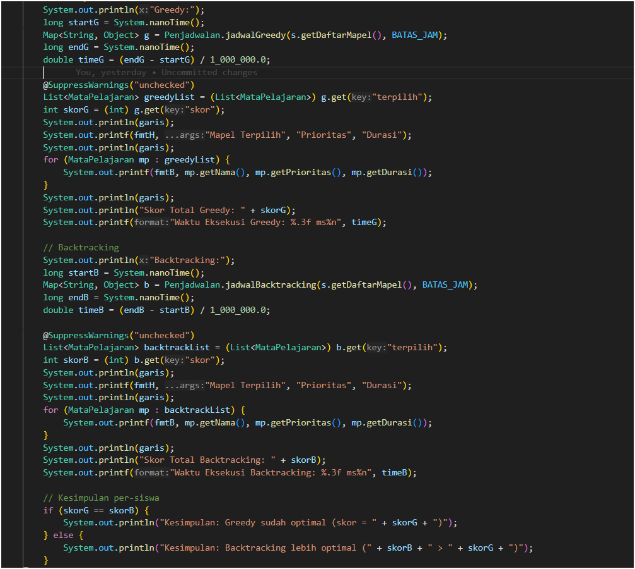 System.out.println(x:"Greedy:");
long startG = System.nanoTime();
Map<String, Object> g = Penjadwalan.jadwalGreedy(s.getDaftarMapel(), BATAS_JAM);
long endG = System.nanoTime();
double timeG = (endG - startG) / 1_000_000.0;
You, yesterday • Uncommitted changes
@SuppressWarnings("unchecked")
List<MataPelajaran> greedyList = (List<MataPelajaran>) g.get(key:"terpilih");
int skorG = (int) g.get(key:"skor");
System.out.println(garis);
System.out.printf(fmtH, ...args:"Mapel Terpilih", "Prioritas", "Durasi");
System.out.println(garis);
for (MataPelajaran mp : greedyList) {
System.out.printf(fmtB, mp.getNama(), mp.getPrioritas(), mp.getDurasi());
}
System.out.println(garis);
System.out.println("Skor Total Greedy: " + skorG);
System.out.printf(format:"Waktu Eksekusi Greedy: %.3f ms%n", timeG);
// Backtracking
System.out.println(x:"Backtracking:");
long startB = System.nanoTime();
Map<String, Object> b = Penjadwalan.jadwalBacktracking(s.getDaftarMapel(), BATAS_JAM);
long endB = System.nanoTime();
double timeB = (endB - startB) / 1_000_000.0;
@SuppressWarnings("unchecked")
List<MataPelajaran> backtrackList = (List<MataPelajaran>) b.get(key:"terpilih");
int skorB = (int) b.get(key:"skor");
System.out.println(garis);
System.out.printf(fmtH, ...args:"Mapel Terpilih", "Prioritas", "Durasi");
System.out.println(garis);
for (MataPelajaran mp : backtrackList) {
System.out.printf(fmtB, mp.getNama(), mp.getPrioritas(), mp.getDurasi());
}
System.out.println(garis);
System.out.println("Skor Total Backtracking: " + skorB);
System.out.printf(format:"Waktu Eksekusi Backtracking: %.3f ms%n", timeB);
// Kesimpulan per-siswa
if (skorG == skorB) {
System.out.println("Kesimpulan: Greedy sudah optimal (skor = " + skorG + ")");
} else {
System.out.println("Kesimpulan: Backtracking lebih optimal (" + skorB + " > " + skorG + ")");
}